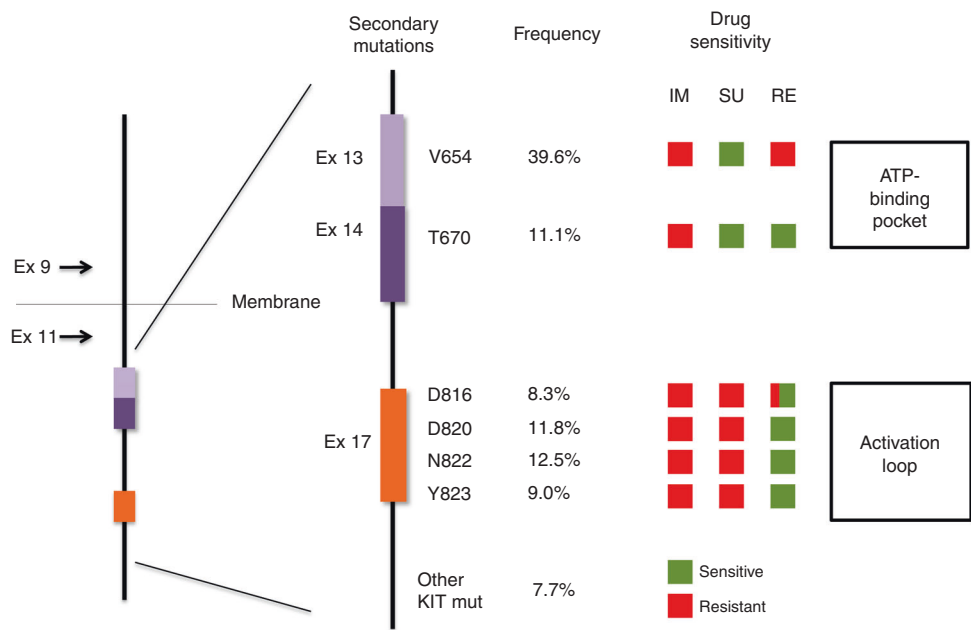 Secondary
mutations
Frequency
Drug
sensitivity
IM SU RE
Ex 13
V654
39.6%
ATP-
binding
pocket
Ex 14
T670
11.1%
Ex 9
Membrane
Ex 11
D816
8.3%
D820
11.8%
Ex 17
N822
12.5%
Y823
9.0%
Activation
loop
Other
KIT mut
7.7%
Sensitive
Resistant